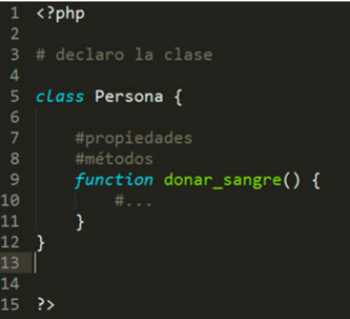 1 <?php
2
3 # declaro la clase
4
5 class Persona {
6
7 #propiedades
8 #métodos
9 function donar_sangre() {
10 #...
11 }
12 }
13
14
15 ?>